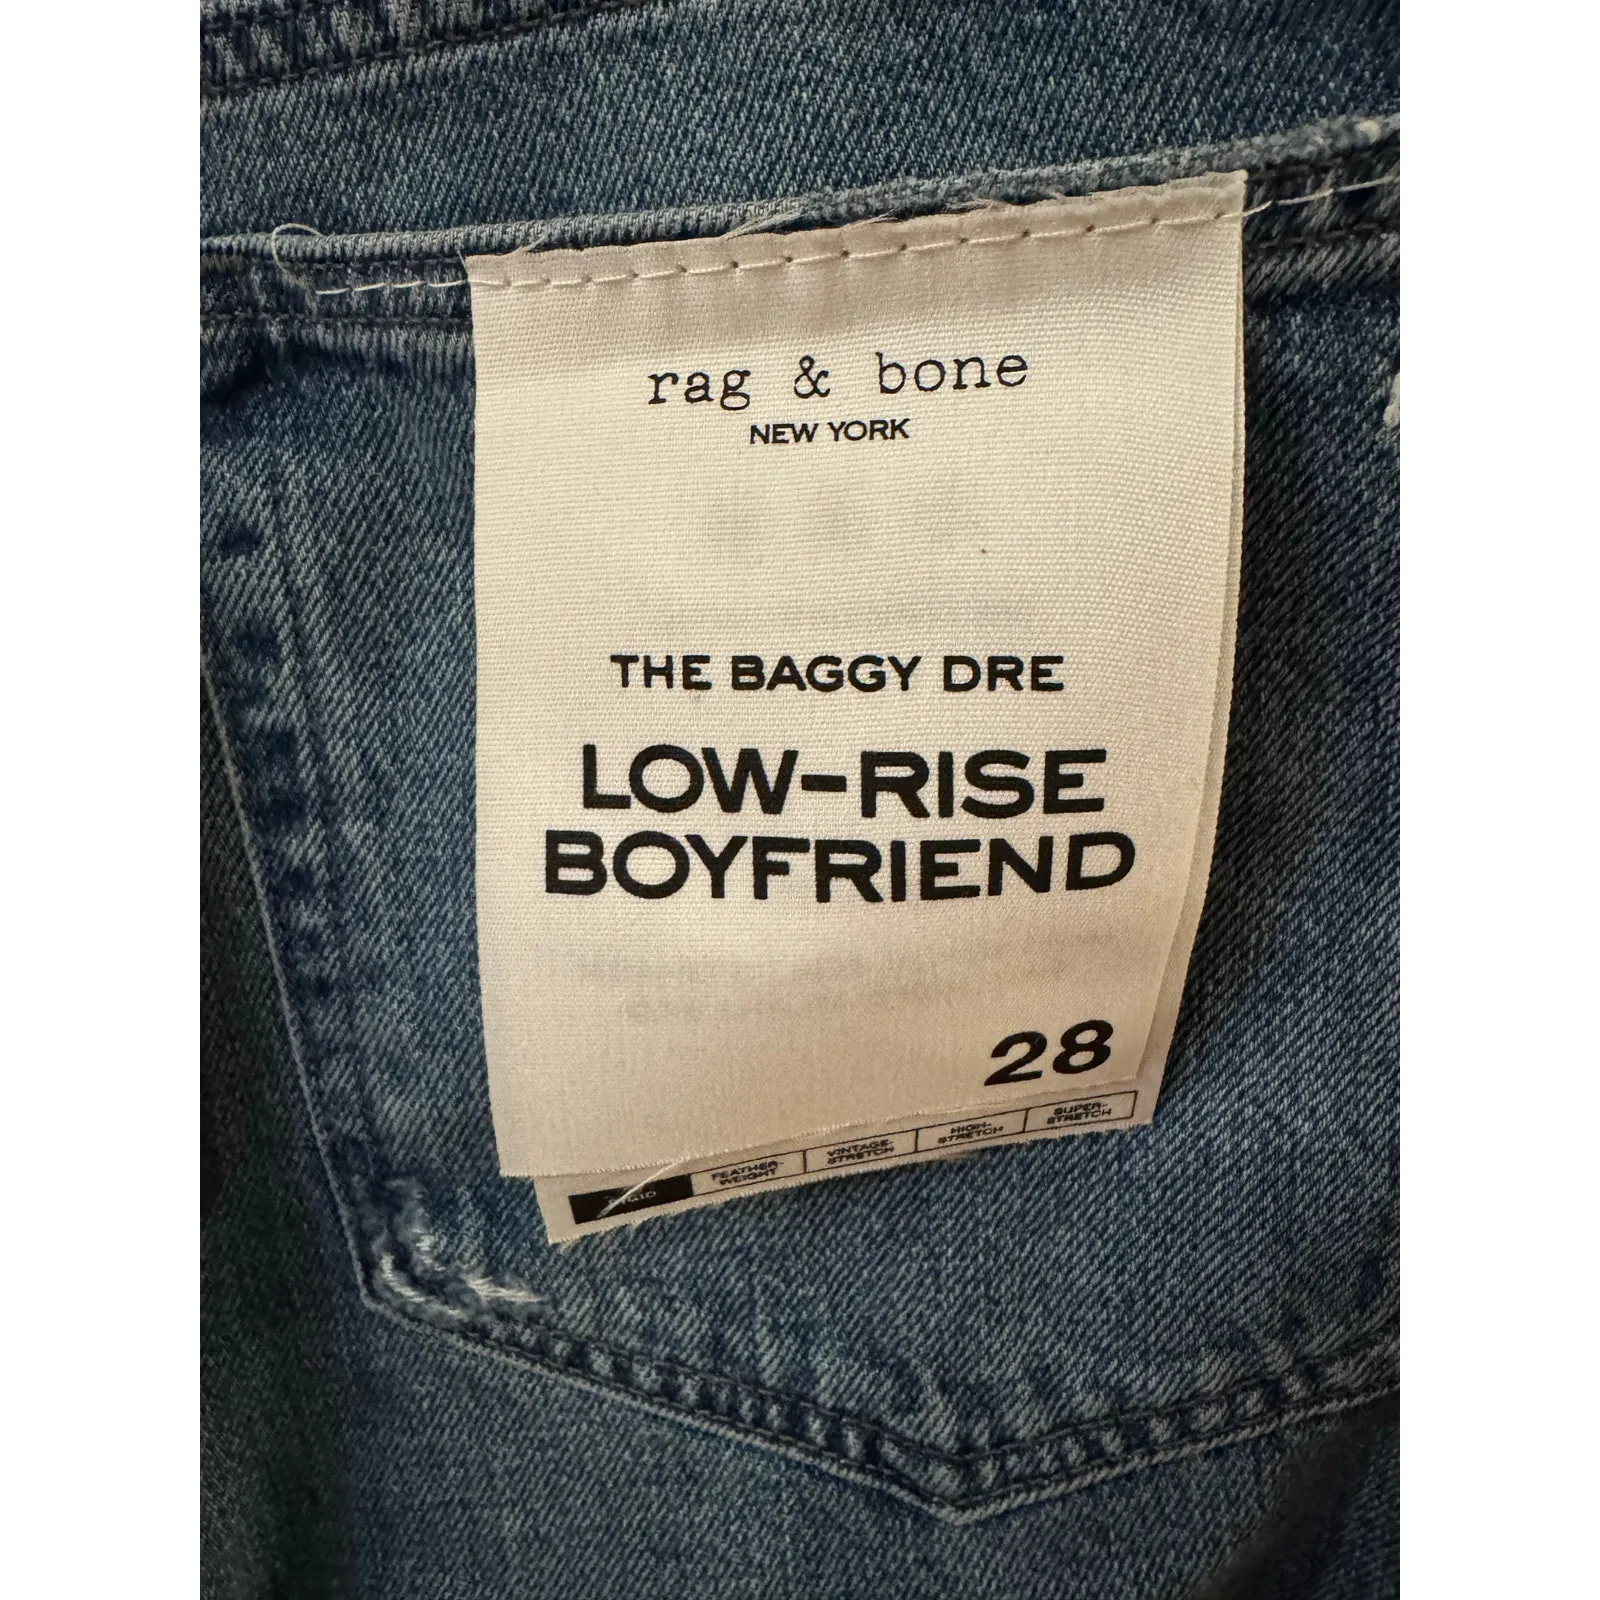 rag & bone
NEW YORK
THE BAGGY DRE
LOW-RISE
BOYFRIEND
28
RIGID
FEATHER-
WEIGHT
VINTAGE-
STRETCH
HIGH-
STRETCH
SUPER-
STRETCH